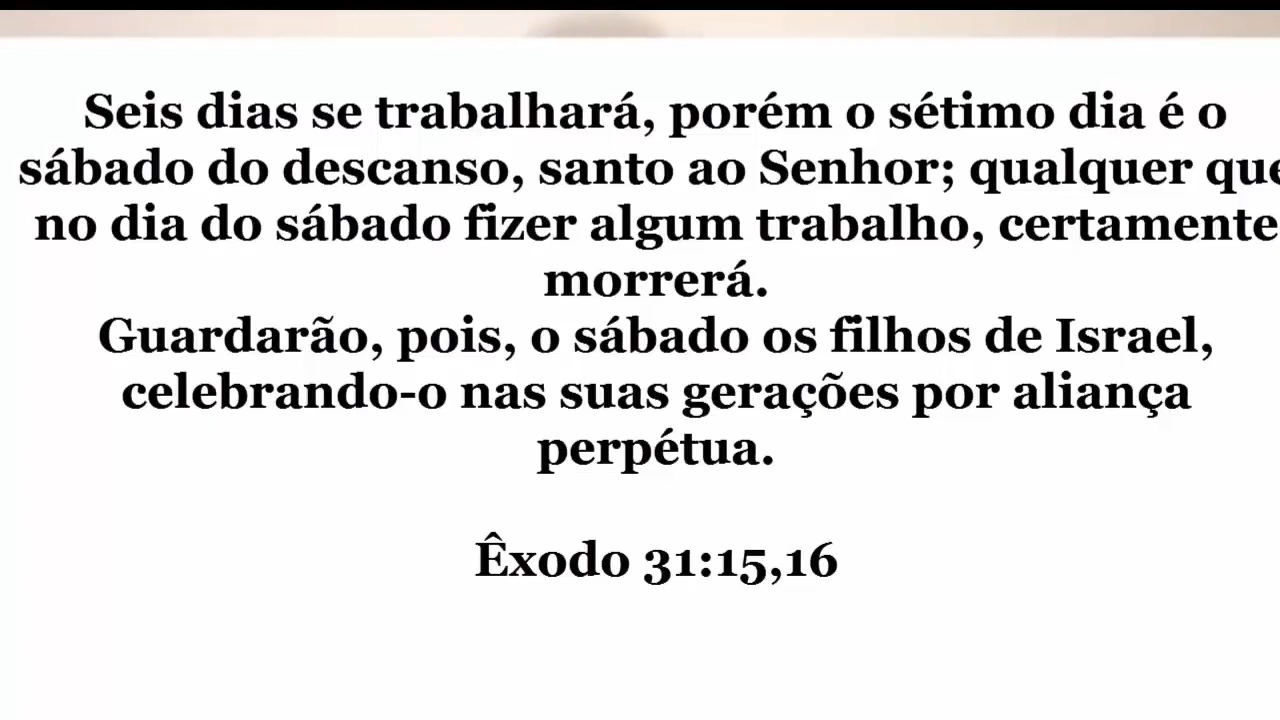 Seis dias se trabalhará, porém o sétimo dia é o
sábado do descanso, santo ao Senhor; qualquer que
no dia do sábado fizer algum trabalho, certamente
morrerá.
Guardarão, pois, o sábado os filhos de Israel,
celebrando-o nas suas gerações por aliança
perpétua.
Êxodo 31:15,16